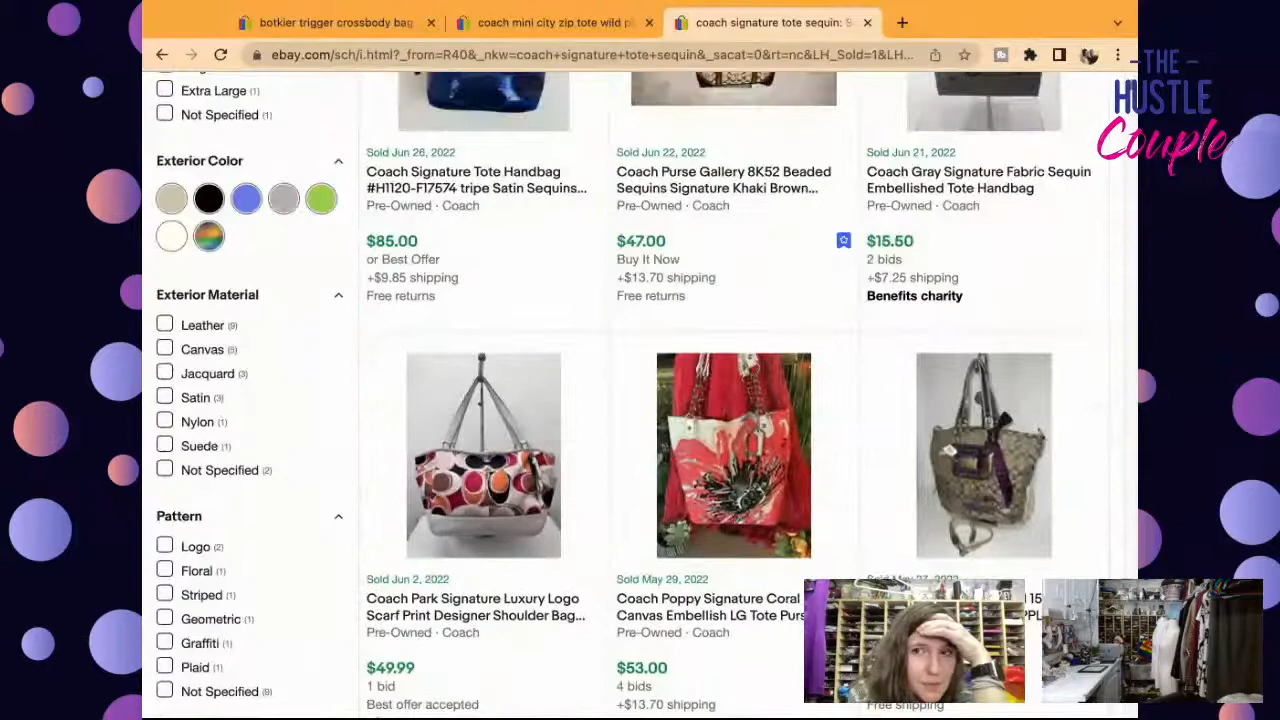 botkier trigger crossbody bag
coach mini city zip tote wild pl
coach signature tote sequin: 9
ebay.com/sch/i.html?_from=R40&_nkw=coach+signature+tote+sequin&_sacat=0&rt=nc&LH_Sold=1&LH...
THE
HUSTLE
Couple
Extra Large (1)
Not Specified (1)
Exterior Color
Exterior Material
Leather (9)
Canvas (5)
Jacquard (3)
Satin (3)
Nylon (1)
Suede (1)
Not Specified (2)
Pattern
Logo (2)
Floral (1)
Striped (1)
Geometric (1)
Graffiti (1)
Plaid (1)
Not Specified (9)
Sold Jun 26, 2022
Coach Signature Tote Handbag
#H1120-F17574 tripe Satin Sequins...
Pre-Owned · Coach
$85.00
or Best Offer
+$9.85 shipping
Free returns
Sold Jun 22, 2022
Coach Purse Gallery 8K52 Beaded
Sequins Signature Khaki Brown...
Pre-Owned · Coach
$47.00
Buy It Now
+$13.70 shipping
Free returns
Sold Jun 21, 2022
Coach Gray Signature Fabric Sequin
Embellished Tote Handbag
Pre-Owned · Coach
$15.50
2 bids
+$7.25 shipping
Benefits charity
Sold Jun 2, 2022
Coach Park Signature Luxury Logo
Scarf Print Designer Shoulder Bag...
Pre-Owned · Coach
$49.99
1 bid
Best offer accepted
Sold May 29, 2022
Coach Poppy Signature Coral
Canvas Embellish LG Tote Purs
Pre-Owned · Coach
$53.00
4 bids
+$13.70 shipping
15
Free shipping